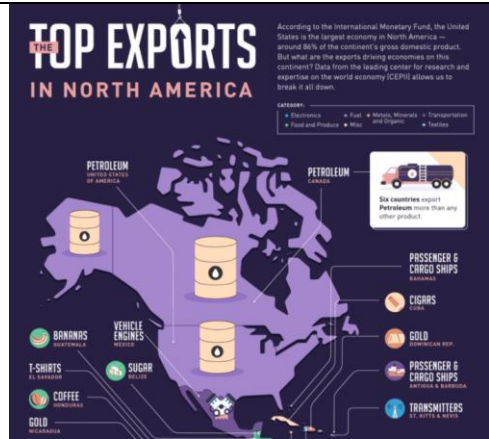 THE
TOP EXPORTS
IN NORTH AMERICA
According to the International Monetary Fund, the United
States is the largest economy in North America —
around 86% of the continent's gross domestic product.
But what are the exports driving economies on this
continent? Data from the leading center for research and
expertise on the world economy (CEPII) allows us to
break it all down.
CATEGORY:
Electronics
Fuel
Metals, Minerals
and Organic
Transportation
Food and Produce
Misc
Textiles
PETROLEUM
UNITED STATES
OF AMERICA
PETROLEUM
CANADA
Six countries export
Petroleum more than any
other product.
PASSENGER &
CARGO SHIPS
BAHAMAS
CIGARS
CUBA
GOLD
DOMINICAN REP.
PASSENGER &
CARGO SHIPS
ANTIGUA & BARBUDA
TRANSMITTERS
ST. KITTS & NEVIS
BANANAS
GUATEMALA
VEHICLE
ENGINES
MEXICO
T-SHIRTS
EL SALVADOR
SUGAR
BELIZE
COFFEE
HONDURAS
GOLD
NICARAGUA